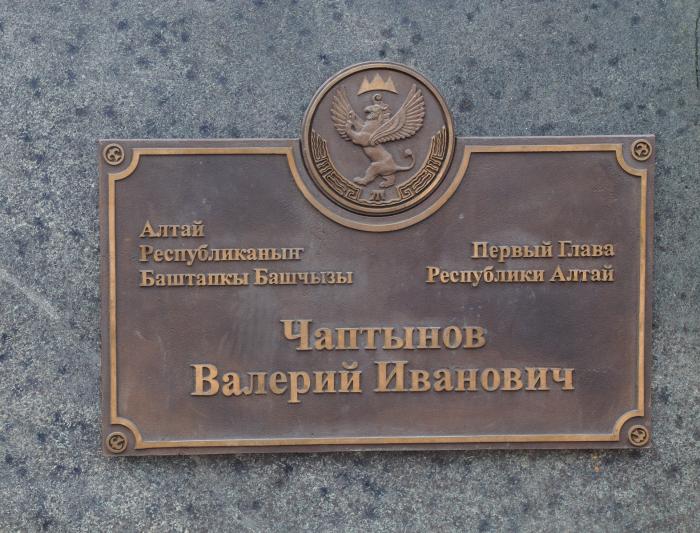 Алтай
Республиканыҥ
Баштапкы Башчызы
Первый Глава
Республики Алтай
Чаптынов
Валерий Иванович